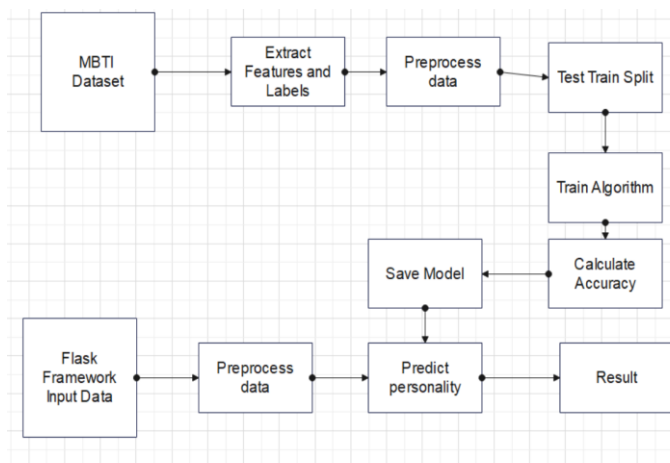 MBTI
Dataset
Extract
Features and
Labels
Preprocess
data
Test Train Split
Train Algorithm
Calculate
Accuracy
Save Model
Flask
Framework
Input Data
Preprocess
data
Predict
personality
Result